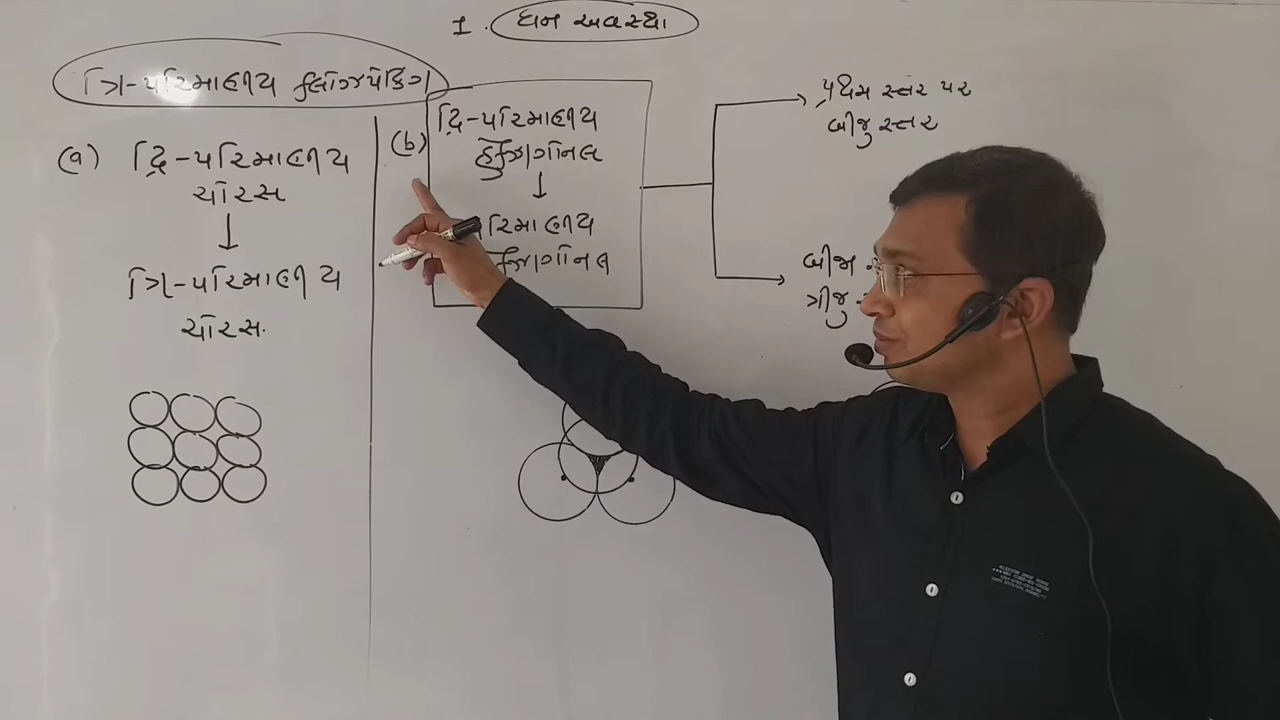 1. ઘન અવસ્થા
ત્રિ-પરિમાણીય ક્લોઝપેકિંગ
(a) દ્વિ-પરિમાણીય
ચોરસ
ત્રિ-પરિમાણીય
ચોરસ.
(b) દ્વિ-પરિમાણીય
હેક્ઝાગોનલ
પરિમાણીય
પ્રથમ સ્તર પર
બીજુ સ્તર
બીજા
ત્રીજુ